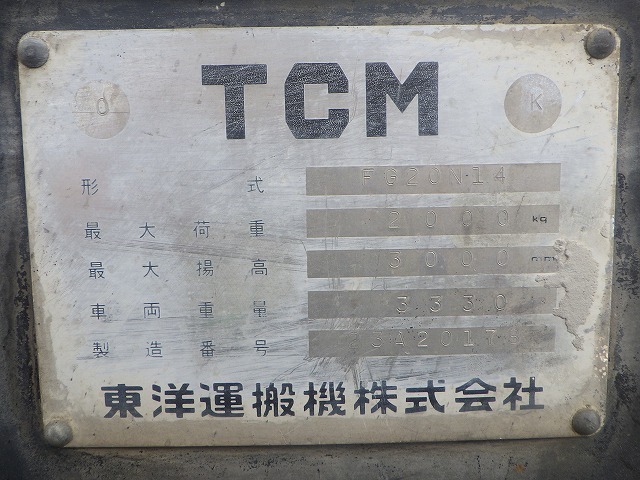 TCM
O
K
形式 FG20N14
最大荷重 2000 kg
最大揚高 3000 mm
車両重量 3330
製造番号
東洋運搬機株式会社